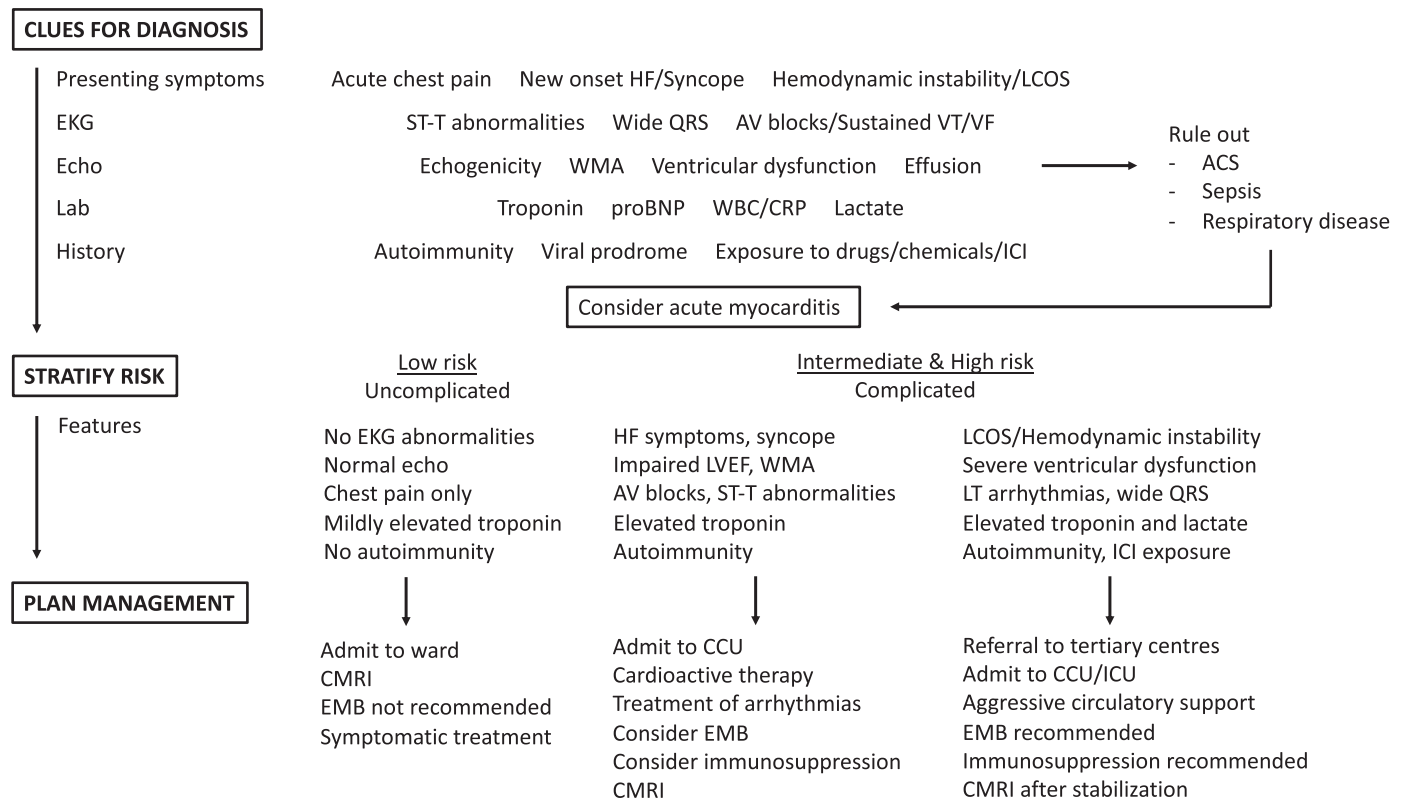 CLUES FOR DIAGNOSIS
Presenting symptoms Acute chest pain New onset HF/Syncope Hemodynamic instability/LCOS
EKG ST-T abnormalities Wide QRS AV blocks/Sustained VT/VF
Echo Echogenicity WMA Ventricular dysfunction Effusion
Lab Troponin proBNP WBC/CRP Lactate
History Autoimmunity Viral prodrome Exposure to drugs/chemicals/ICI
Rule out
- ACS
- Sepsis
- Respiratory disease
Consider acute myocarditis
STRATIFY RISK
Features
Low risk
Uncomplicated
Intermediate & High risk
Complicated
No EKG abnormalities
Normal echo
Chest pain only
Mildly elevated troponin
No autoimmunity
HF symptoms, syncope
Impaired LVEF, WMA
AV blocks, ST-T abnormalities
Elevated troponin
Autoimmunity
LCOS/Hemodynamic instability
Severe ventricular dysfunction
LT arrhythmias, wide QRS
Elevated troponin and lactate
Autoimmunity, ICI exposure
PLAN MANAGEMENT
Admit to ward
CMRI
EMB not recommended
Symptomatic treatment
Admit to CCU
Cardioactive therapy
Treatment of arrhythmias
Consider EMB
Consider immunosuppression
CMRI
Referral to tertiary centres
Admit to CCU/ICU
Aggressive circulatory support
EMB recommended
Immunosuppression recommended
CMRI after stabilization